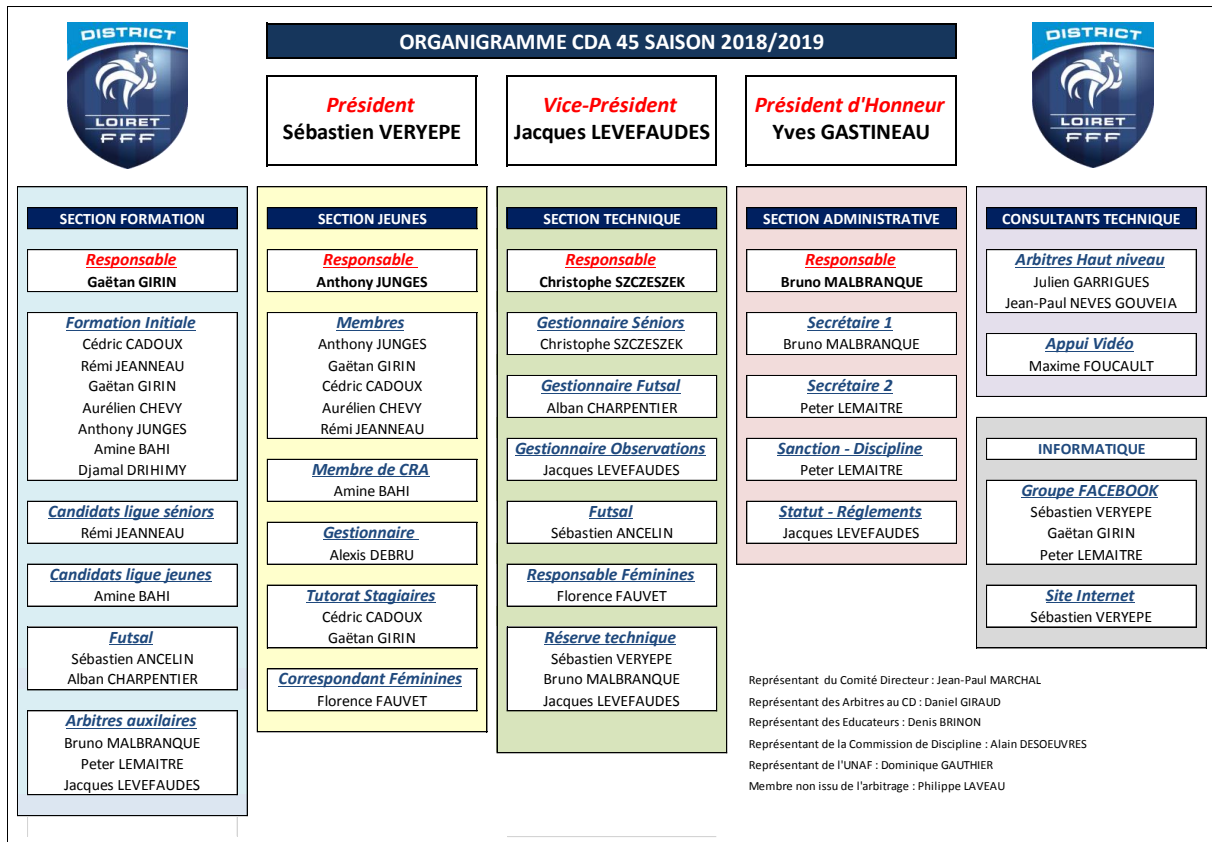 DISTRICT
LOIRET
FFF
ORGANIGRAMME CDA 45 SAISON 2018/2019
DISTRICT
LOIRET
FFF
Président
Sébastien VERYEPE
Vice-Président
Jacques LEVEFAUDES
Président d'Honneur
Yves GASTINEAU
SECTION FORMATION
Responsable
Gaëtan GIRIN
Formation Initiale
Cédric CADOUX
Rémi JEANNEAU
Gaëtan GIRIN
Aurélien CHEVY
Anthony JUNGES
Amine BAHI
Djamal DRIHIMY
Candidats ligue séniors
Rémi JEANNEAU
Candidats ligue jeunes
Amine BAHI
Futsal
Sébastien ANCELIN
Alban CHARPENTIER
Arbitres auxilaires
Bruno MALBRANQUE
Peter LEMAITRE
Jacques LEVEFAUDES
SECTION JEUNES
Responsable
Anthony JUNGES
Membres
Anthony JUNGES
Gaëtan GIRIN
Cédric CADOUX
Aurélien CHEVY
Rémi JEANNEAU
Membre de CRA
Amine BAHI
Gestionnaire
Alexis DEBRU
Tutorat Stagiaires
Cédric CADOUX
Gaëtan GIRIN
Correspondant Féminines
Florence FAUVET
SECTION TECHNIQUE
Responsable
Christophe SZCZESZEK
Gestionnaire Séniors
Christophe SZCZESZEK
Gestionnaire Futsal
Alban CHARPENTIER
Gestionnaire Observations
Jacques LEVEFAUDES
Futsal
Sébastien ANCELIN
Responsable Féminines
Florence FAUVET
Réserve technique
Sébastien VERYEPE
Bruno MALBRANQUE
Jacques LEVEFAUDES
SECTION ADMINISTRATIVE
Responsable
Bruno MALBRANQUE
Secrétaire 1
Bruno MALBRANQUE
Secrétaire 2
Peter LEMAITRE
Sanction - Discipline
Peter LEMAITRE
Statut - Réglements
Jacques LEVEFAUDES
CONSULTANTS TECHNIQUE
Arbitres Haut niveau
Julien GARRIGUES
Jean-Paul NEVES GOUVEIA
Appui Vidéo
Maxime FOUCAULT
INFORMATIQUE
Groupe FACEBOOK
Sébastien VERYEPE
Gaëtan GIRIN
Peter LEMAITRE
Site Internet
Sébastien VERYEPE
Représentant du Comité Directeur : Jean-Paul MARCHAL
Représentant des Arbitres au CD : Daniel GIRAUD
Représentant des Educateurs : Denis BRINON
Représentant de la Commission de Discipline : Alain DESOEUVRES
Représentant de l'UNAF : Dominique GAUTHIER
Membre non issu de l'arbitrage : Philippe LAVEAU